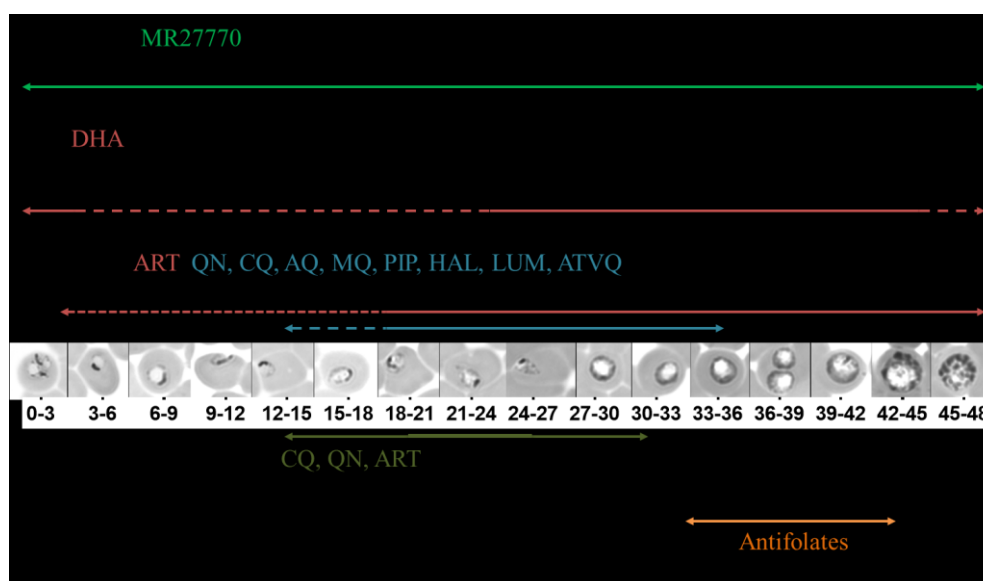 MR27770
DHA
ART QN, CQ, AQ, MQ, PIP, HAL, LUM, ATVQ
0-3 3-6 6-9 9-12 12-15 15-18 18-21 21-24 24-27 27-30 30-33 33-36 36-39 39-42 42-45 45-48
CQ, QN, ART
Antifolates